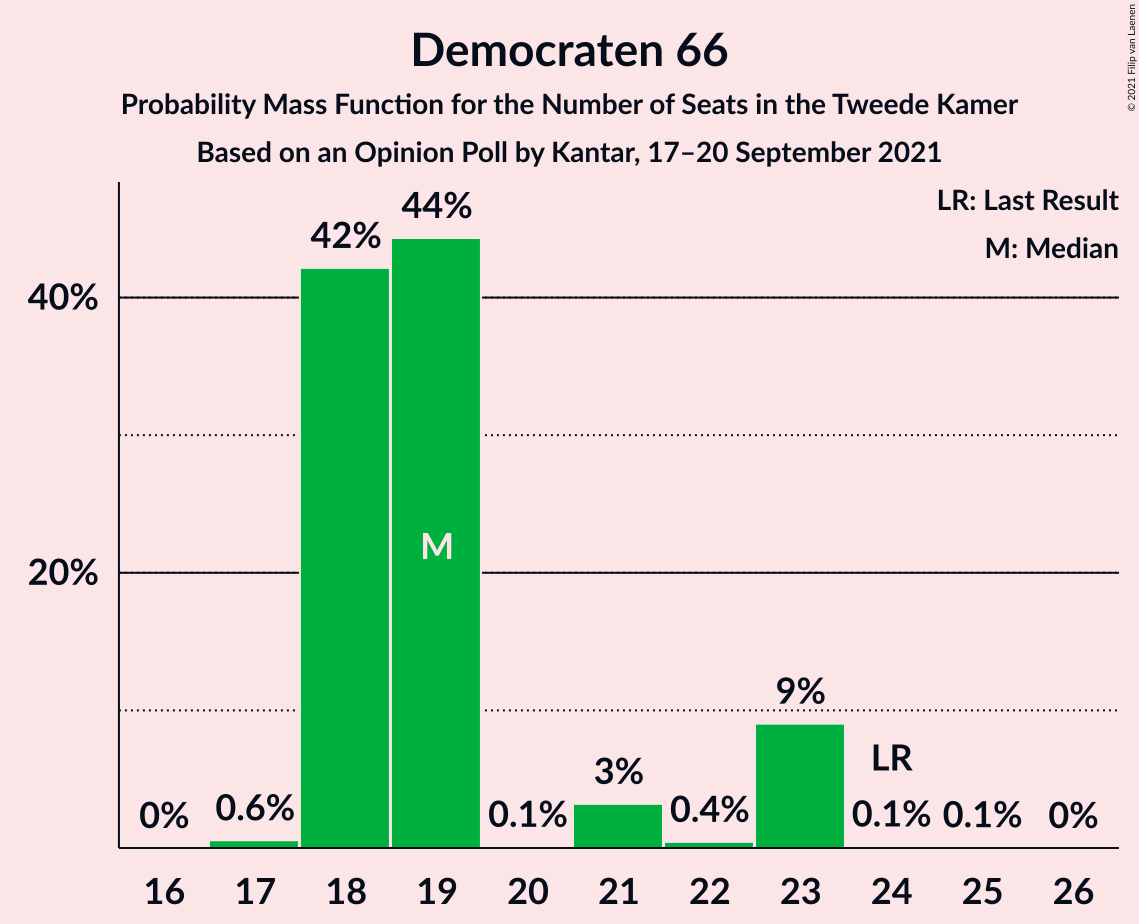 Democraten 66
Probability Mass Function for the Number of Seats in the Tweede Kamer
Based on an Opinion Poll by Kantar, 17–20 September 2021
© 2021 Filip van Laenen
LR: Last Result
M: Median
40%
20%
0%
0.6%
42%
44%
M
0.1%
3%
0.4%
9%
LR
0.1%
0.1%
0%
16 17 18 19 20 21 22 23 24 25 26